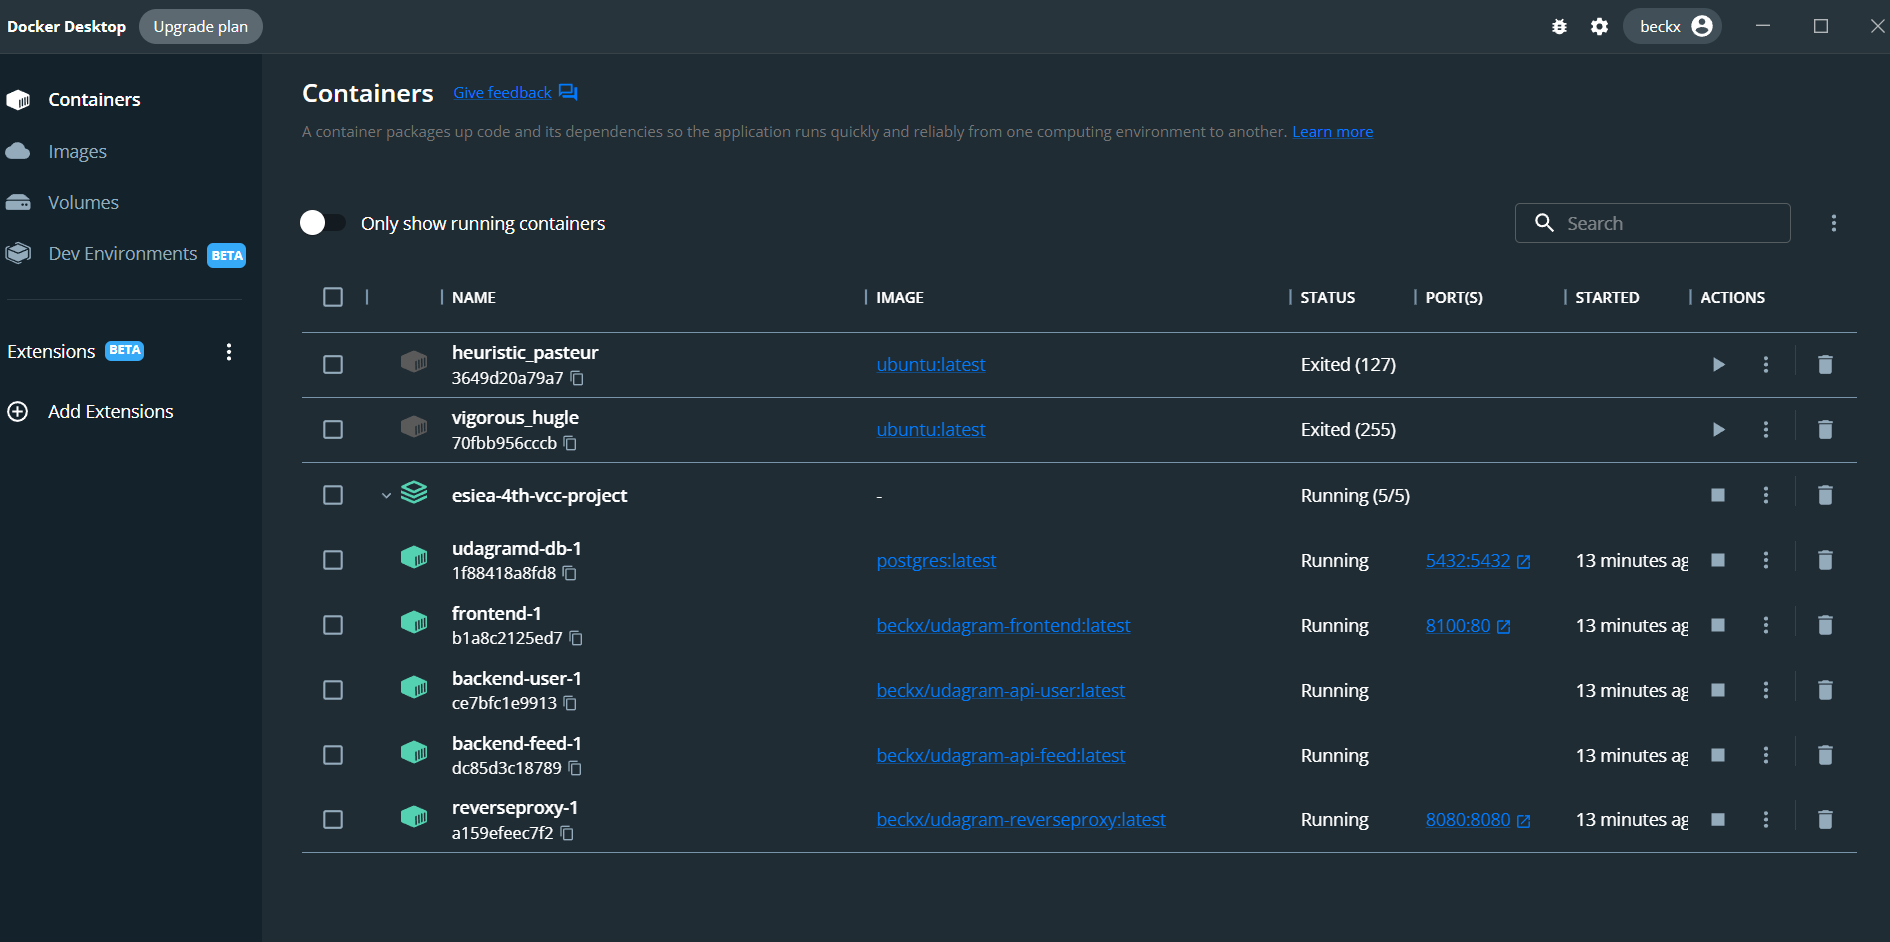 Docker Desktop Upgrade plan beckx
Containers
Images
Volumes
Dev Environments BETA
Extensions BETA
Add Extensions
Containers Give feedback
A container packages up code and its dependencies so the application runs quickly and reliably from one computing environment to another. Learn more
Only show running containers Search
NAME IMAGE STATUS PORT(S) STARTED ACTIONS
heuristic_pasteur
3649d20a79a7 ubuntu:latest Exited (127)
vigorous_hugle
70fbb956cccb ubuntu:latest Exited (255)
esiea-4th-vcc-project - Running (5/5)
udagramd-db-1
1f88418a8fd8 postgres:latest Running 5432:5432 13 minutes ag
frontend-1
b1a8c2125ed7 beckx/udagram-frontend:latest Running 8100:80 13 minutes ag
backend-user-1
ce7bfc1e9913 beckx/udagram-api-user:latest Running 13 minutes ag
backend-feed-1
dc85d3c18789 beckx/udagram-api-feed:latest Running 13 minutes ag
reverseproxy-1
a159efeec7f2 beckx/udagram-reverseproxy:latest Running 8080:8080 13 minutes ag